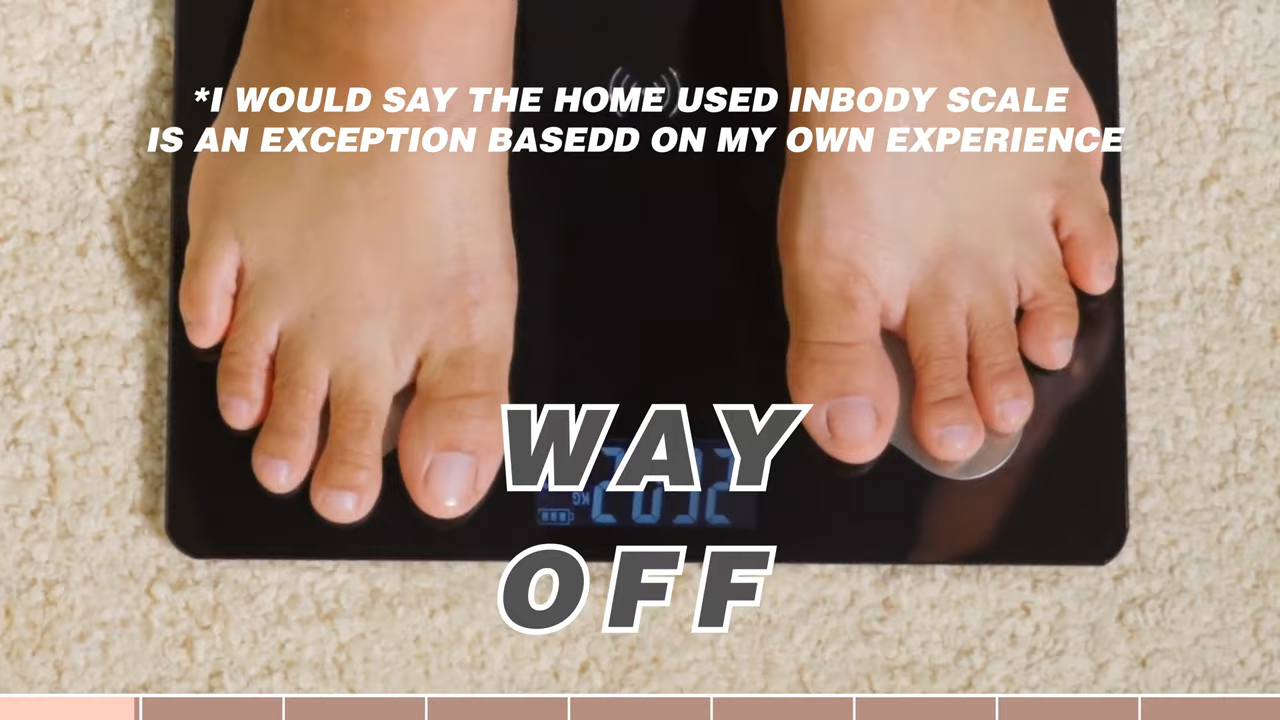 *I WOULD SAY THE HOME USED INBODY SCALE
IS AN EXCEPTION BASEDD ON MY OWN EXPERIENCE
WAY
OFF
KG